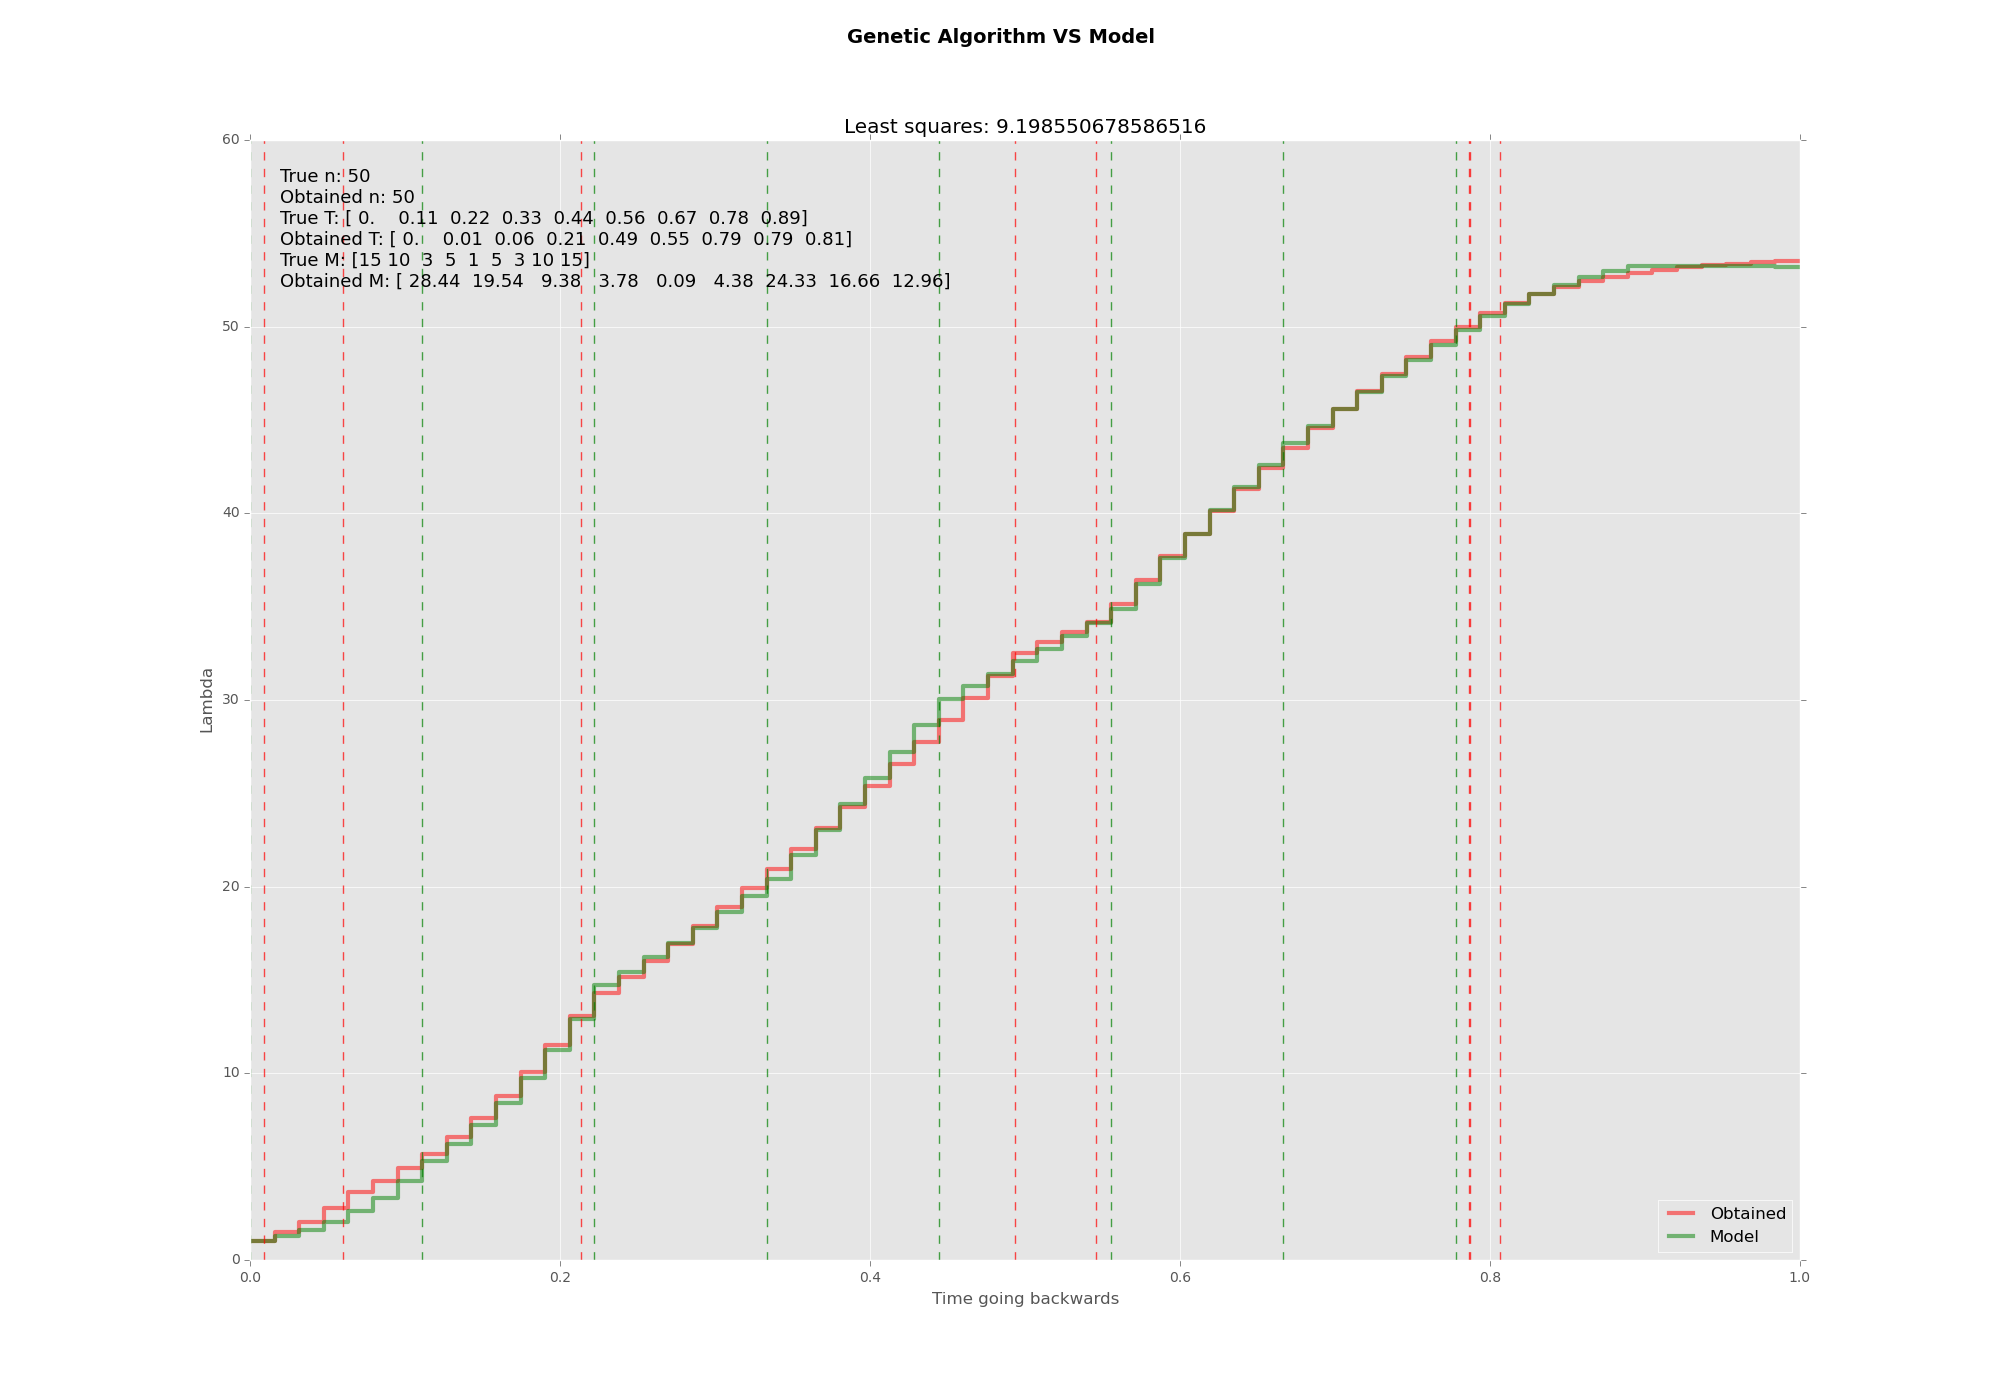 Genetic Algorithm VS Model
Least squares: 9.198550678586516
True n: 50
Obtained n: 50
True T: [ 0. 0.11 0.22 0.33 0.44 0.56 0.67 0.78 0.89]
Obtained T: [ 0. 0.01 0.06 0.21 0.49 0.55 0.79 0.79 0.81]
True M: [15 10 3 5 1 5 3 10 15]
Obtained M: [ 28.44 19.54 9.38 3.78 0.09 4.38 24.33 16.66 12.96]
60
50
40
30
20
10
0
Lambda
0.0 0.2 0.4 0.6 0.8 1.0
Time going backwards
Obtained
Model